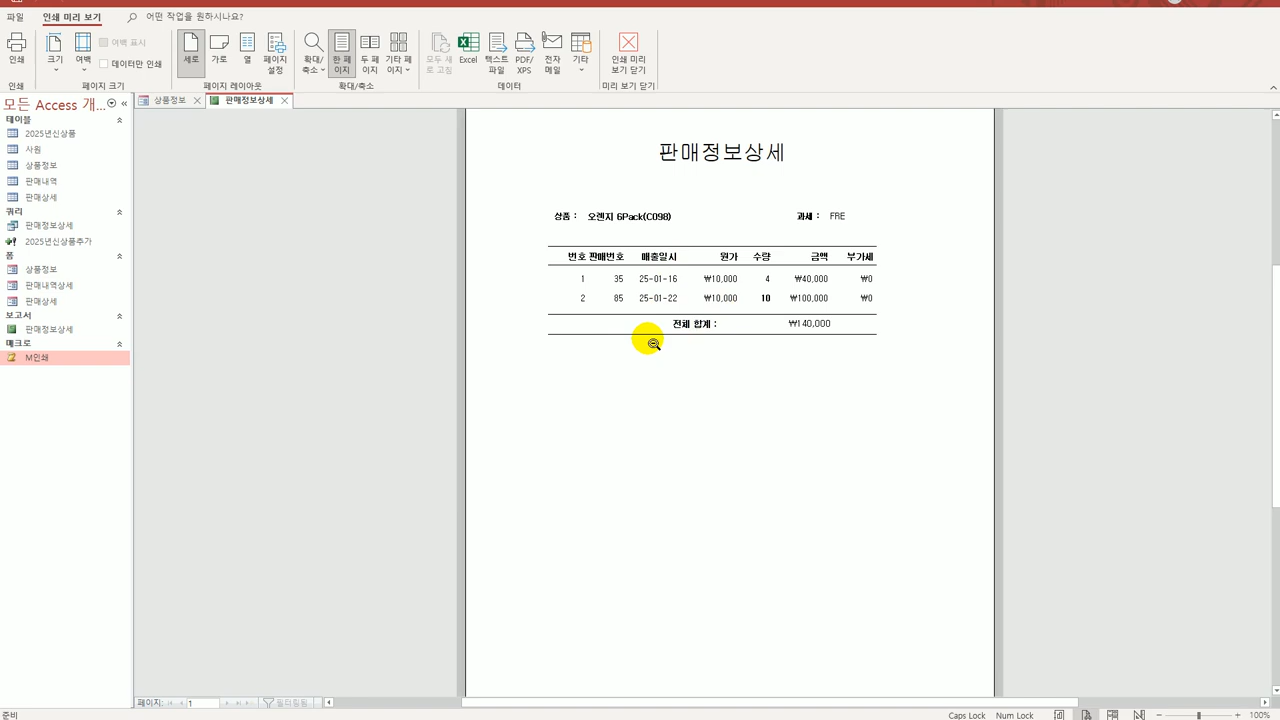 파일 인쇄 미리 보기 어떤 작업을 원하시나요?
인쇄
크기
여백
여백 표시
데이터만 인쇄
세로
가로
열
페이지 설정
확대/축소
한 페이지
두 페이지
기타 페이지
모두 새로 고침
Excel
텍스트 파일
PDF/XPS
전자 메일
기타
인쇄 미리 보기 닫기
인쇄 페이지 크기 페이지 레이아웃 확대/축소 데이터 미리 보기 닫기
모든 Access 개...
상품정보 판매정보상세
테이블
2025년신상품
사원
상품정보
판매내역
판매상세
쿼리
판매정보상세
2025년신상품추가
폼
상품정보
판매내역상세
판매상세
보고서
판매정보상세
매크로
M인쇄
판매정보상세
상품 : 오렌지 6Pack(C098) 과세 : FRE
번호 판매번호 매출일시 원가 수량 금액 부가세
1 35 25-01-16 ₩10,000 4 ₩40,000 ₩0
2 85 25-01-22 ₩10,000 10 ₩100,000 ₩0
전체 합계 : ₩140,000
페이지: 1 필터링됨
준비 Caps Lock Num Lock 100%